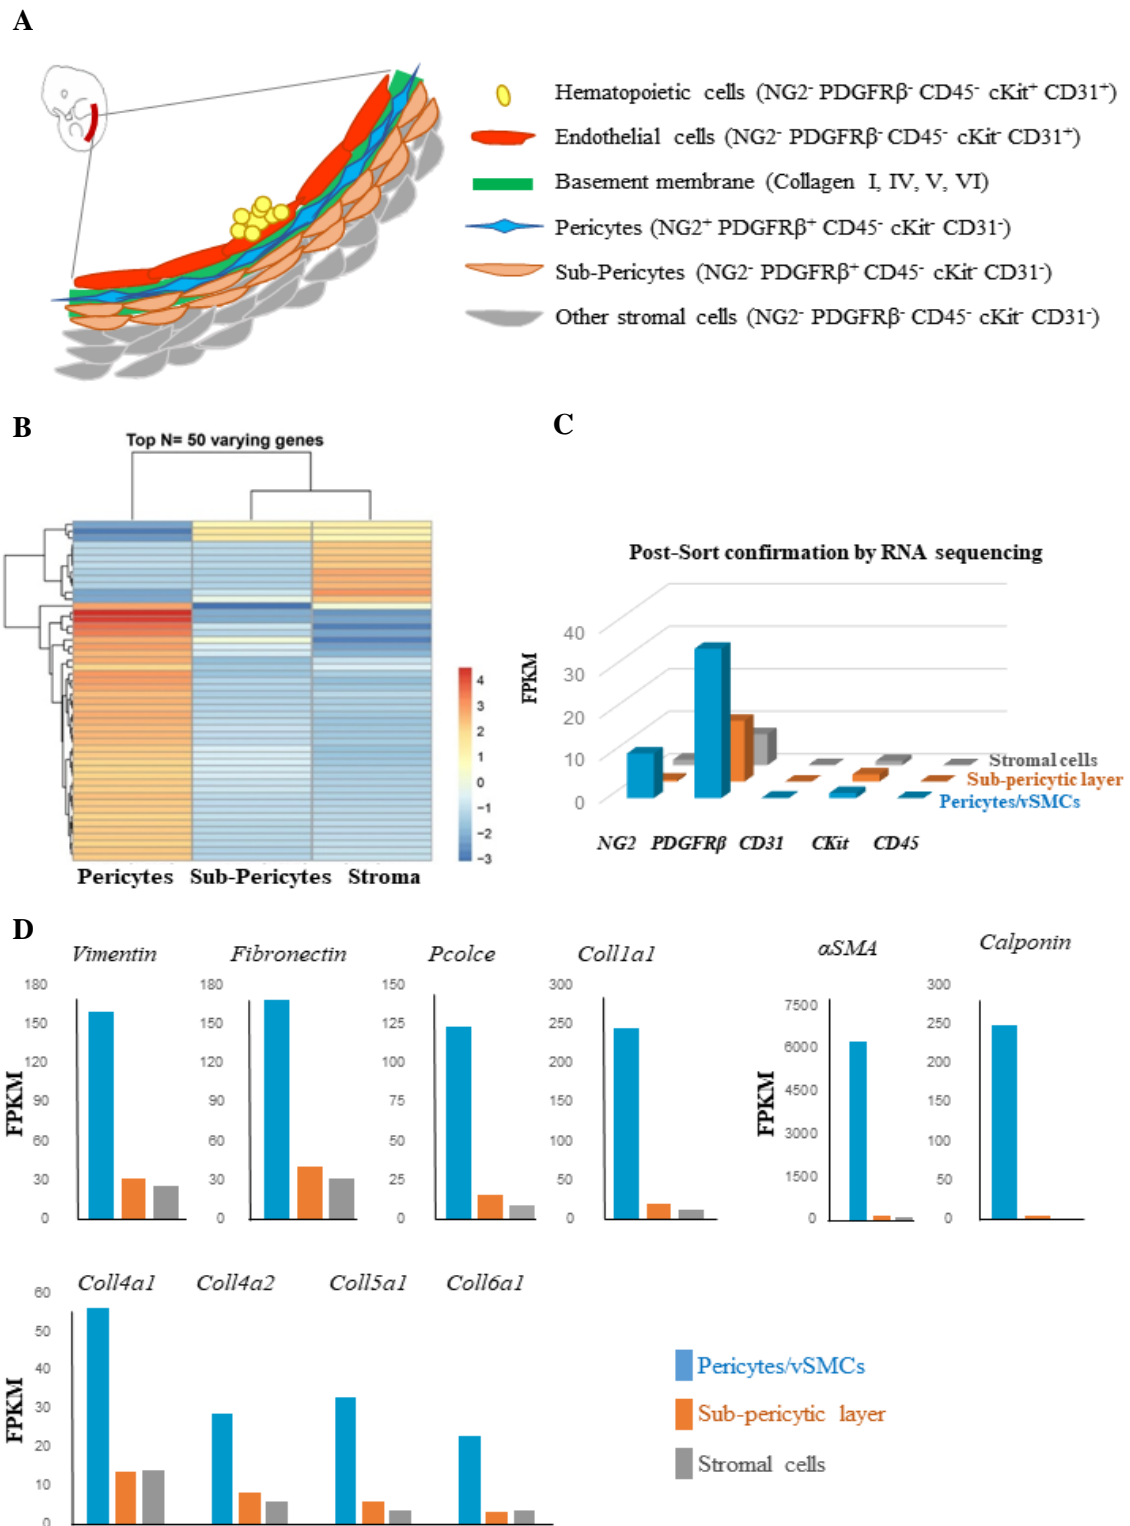 A
Hematopoietic cells (NG2⁻ PDGFRβ⁻ CD45⁻ cKit⁺ CD31⁺)
Endothelial cells (NG2⁻ PDGFRβ⁻ CD45⁻ cKit⁻ CD31⁺)
Basement membrane (Collagen I, IV, V, VI)
Pericytes (NG2⁺ PDGFRβ⁺ CD45⁻ cKit⁻ CD31⁻)
Sub-Pericytes (NG2⁻ PDGFRβ⁺ CD45⁻ cKit⁻ CD31⁻)
Other stromal cells (NG2⁻ PDGFRβ⁻ CD45⁻ cKit⁻ CD31⁻)
B
Top N= 50 varying genes
4
3
2
1
0
−1
−2
−3
Pericytes Sub-Pericytes Stroma
C
Post-Sort confirmation by RNA sequencing
FPKM
40
30
20
10
0
Stromal cells
Sub-pericytic layer
Pericytes/vSMCs
NG2 PDGFRβ CD31 CKit CD45
D
Vimentin
FPKM
180
150
120
90
60
30
0
Fibronectin
180
150
120
90
60
30
0
Pcolce
150
125
100
75
50
25
0
Coll1a1
300
250
200
150
100
50
0
αSMA
FPKM
7500
6000
4500
3000
1500
0
Calponin
300
250
200
150
100
50
0
Coll4a1 Coll4a2 Coll5a1 Coll6a1
FPKM
60
50
40
30
20
10
0
Pericytes/vSMCs
Sub-pericytic layer
Stromal cells